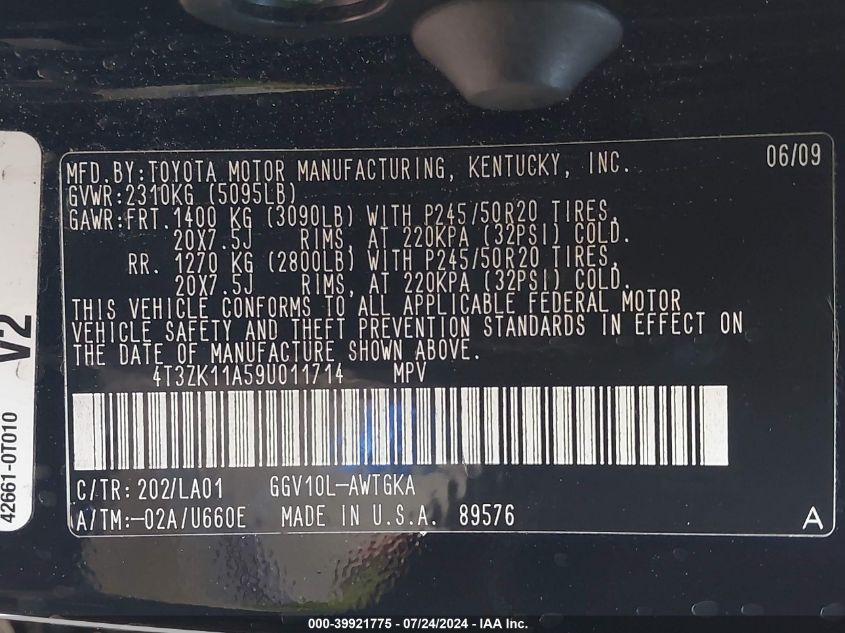 MFD.BY:TOYOTA MOTOR MANUFACTURING, KENTUCKY, INC. 06/09
GVWR:2310KG (5095LB)
GAWR:FRT.1400 KG (3090LB) WITH P245/50R20 TIRES,
20X7.5J RIMS, AT 220KPA (32PSI) COLD.
RR. 1270 KG (2800LB) WITH P245/50R20 TIRES,
20X7.5J RIMS, AT 220KPA (32PSI) COLD.
THIS VEHICLE CONFORMS TO ALL APPLICABLE FEDERAL MOTOR
VEHICLE SAFETY AND THEFT PREVENTION STANDARDS IN EFFECT ON
THE DATE OF MANUFACTURE SHOWN ABOVE.
4T3ZK11A59U011714 MPV
C/TR:202/LA01 GGV10L-AWTGKA
A/TM:-02A/U660E MADE IN U.S.A. 89576 A
V2
42661-0T010
000-39921775 - 07/24/2024 - IAA Inc.